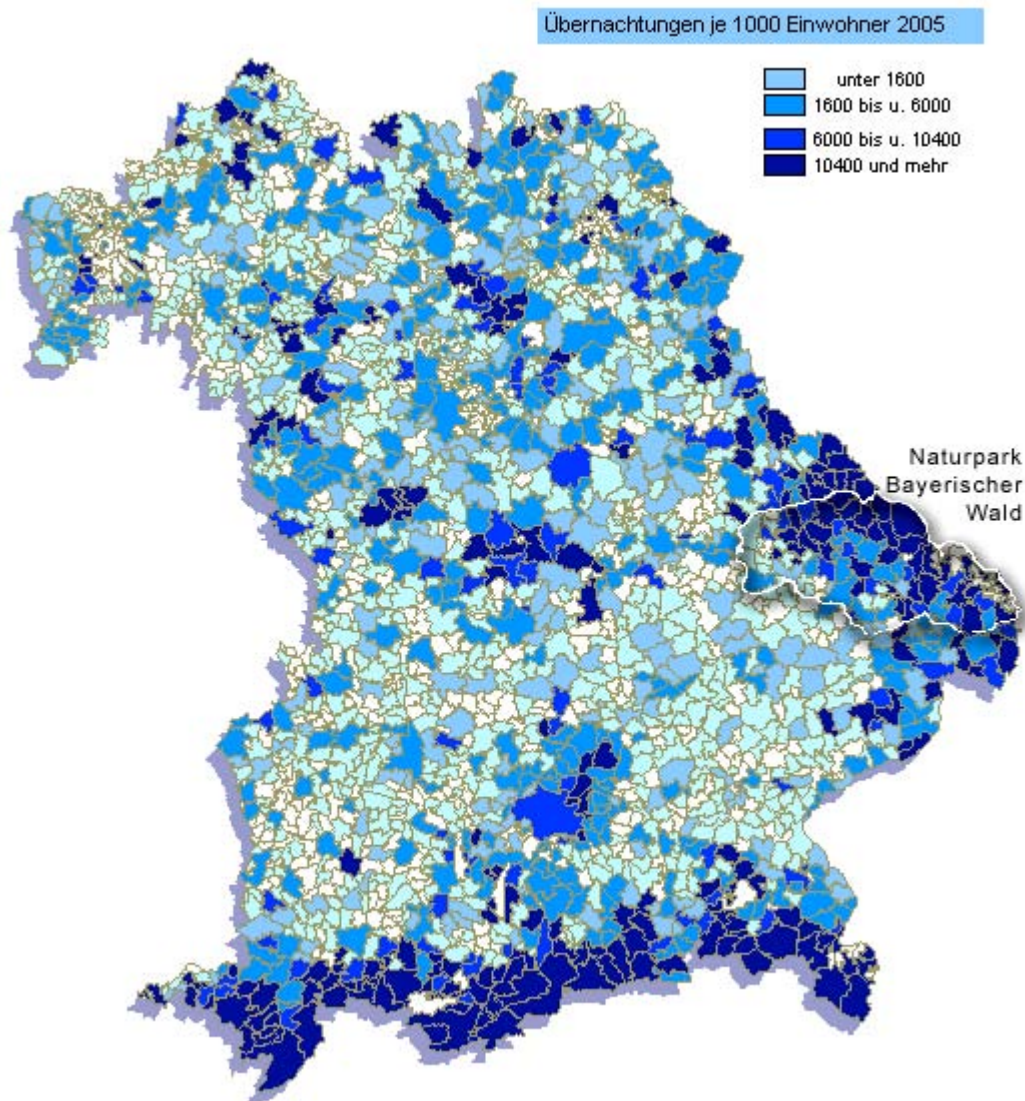 Übernachtungen je 1000 Einwohner 2005
unter 1600
1600 bis u. 6000
6000 bis u. 10400
10400 und mehr
Naturpark
Bayerischer
Wald